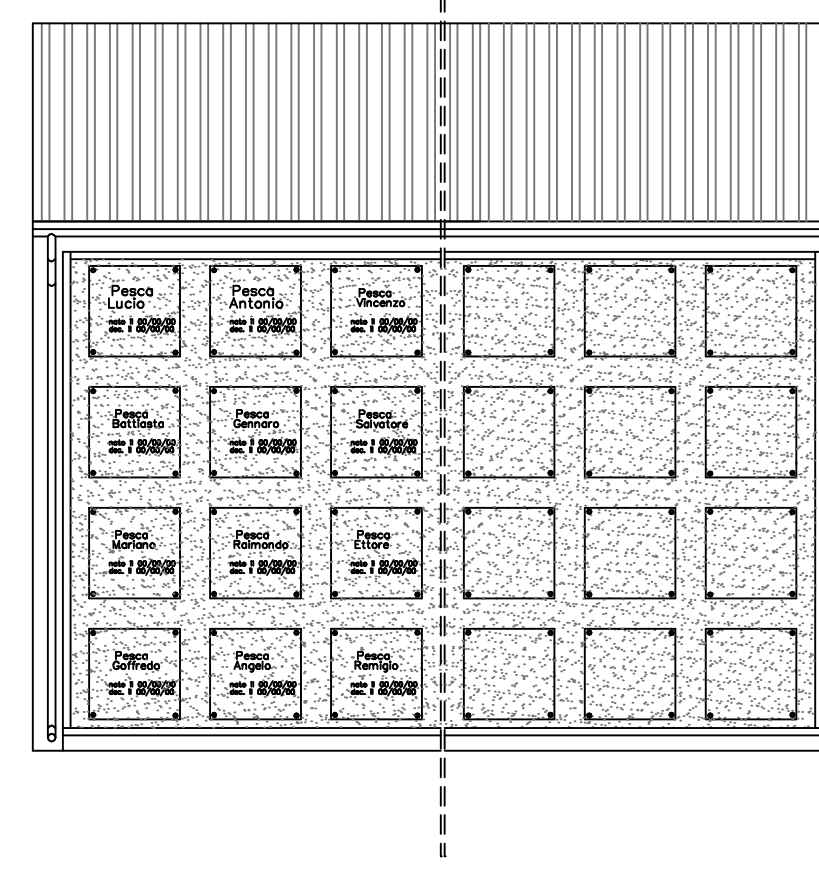 Pesca
Lucio
nato il 00/00/00
dec. il 00/00/00
Pesca
Antonio
nato il 00/00/00
dec. il 00/00/00
Pesca
Vincenzo
nato il 00/00/00
dec. il 00/00/00
Pesca
Battiasta
nato il 00/00/00
dec. il 00/00/00
Pesca
Gennaro
nato il 00/00/00
dec. il 00/00/00
Pesca
Salvatore
nato il 00/00/00
dec. il 00/00/00
Pesca
Mariano
nato il 00/00/00
dec. il 00/00/00
Pesca
Raimondo
nato il 00/00/00
dec. il 00/00/00
Pesca
Ettore
nato il 00/00/00
dec. il 00/00/00
Pesca
Goffredo
nato il 00/00/00
dec. il 00/00/00
Pesca
Angelo
nato il 00/00/00
dec. il 00/00/00
Pesca
Remigio
nato il 00/00/00
dec. il 00/00/00